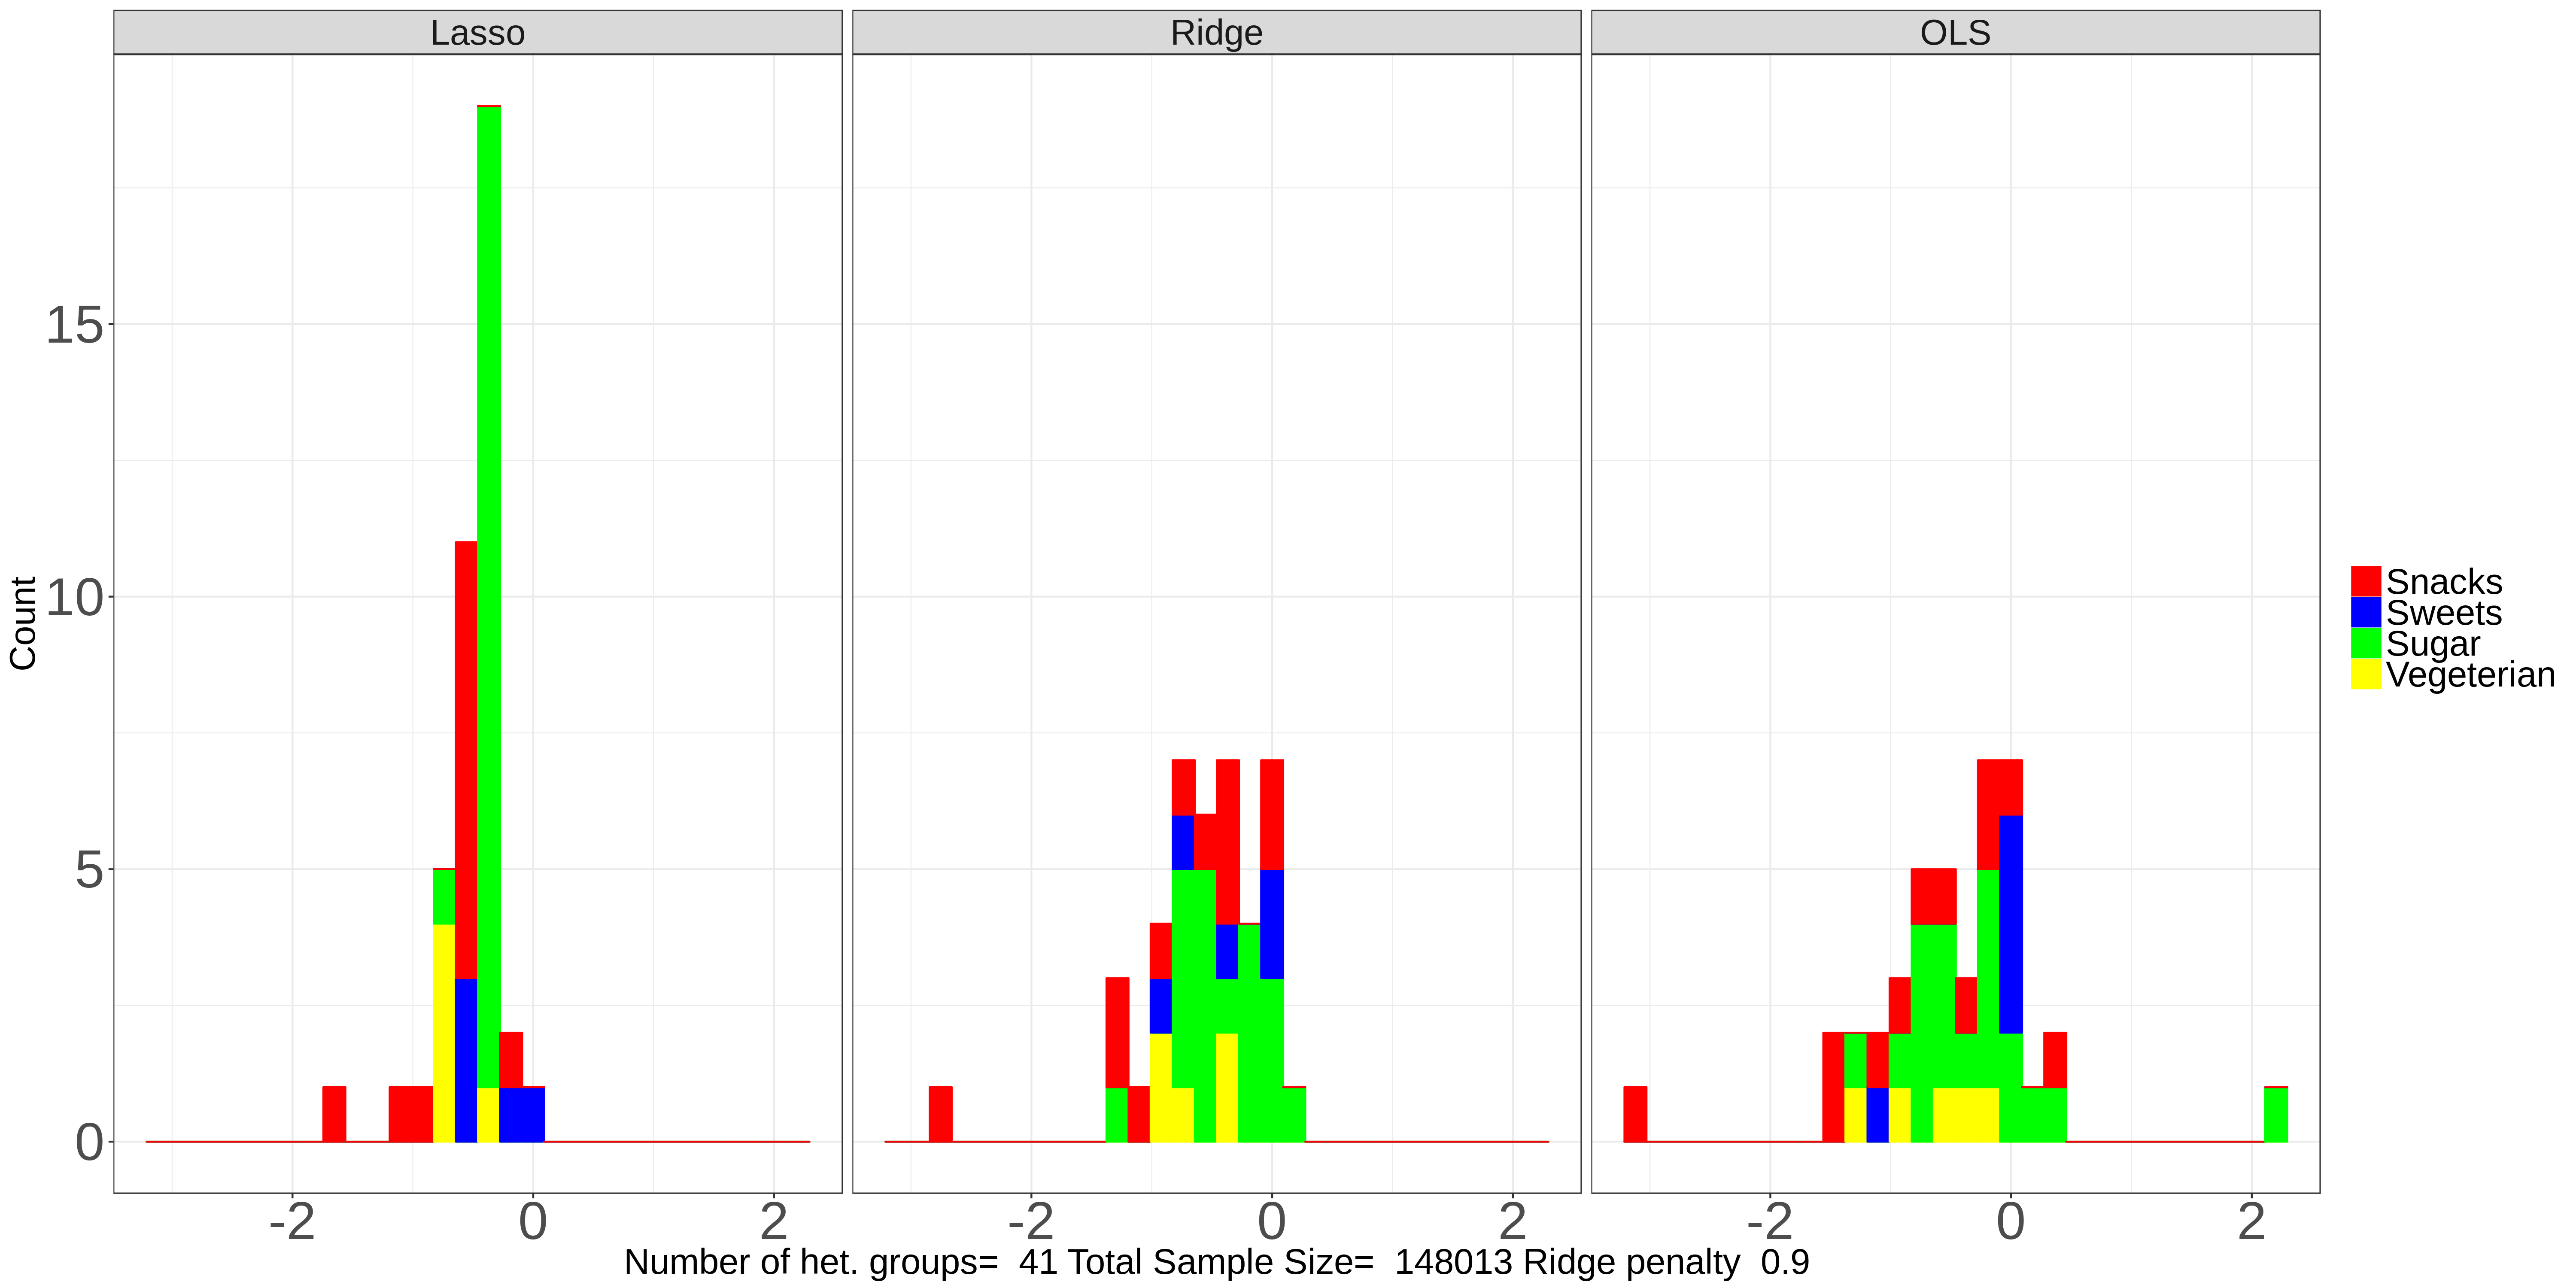 Lasso
Ridge
OLS
Count
15
10
5
0
-2 0 2
-2 0 2
-2 0 2
Number of het. groups= 41 Total Sample Size= 148013 Ridge penalty 0.9
Snacks
Sweets
Sugar
Vegeterian